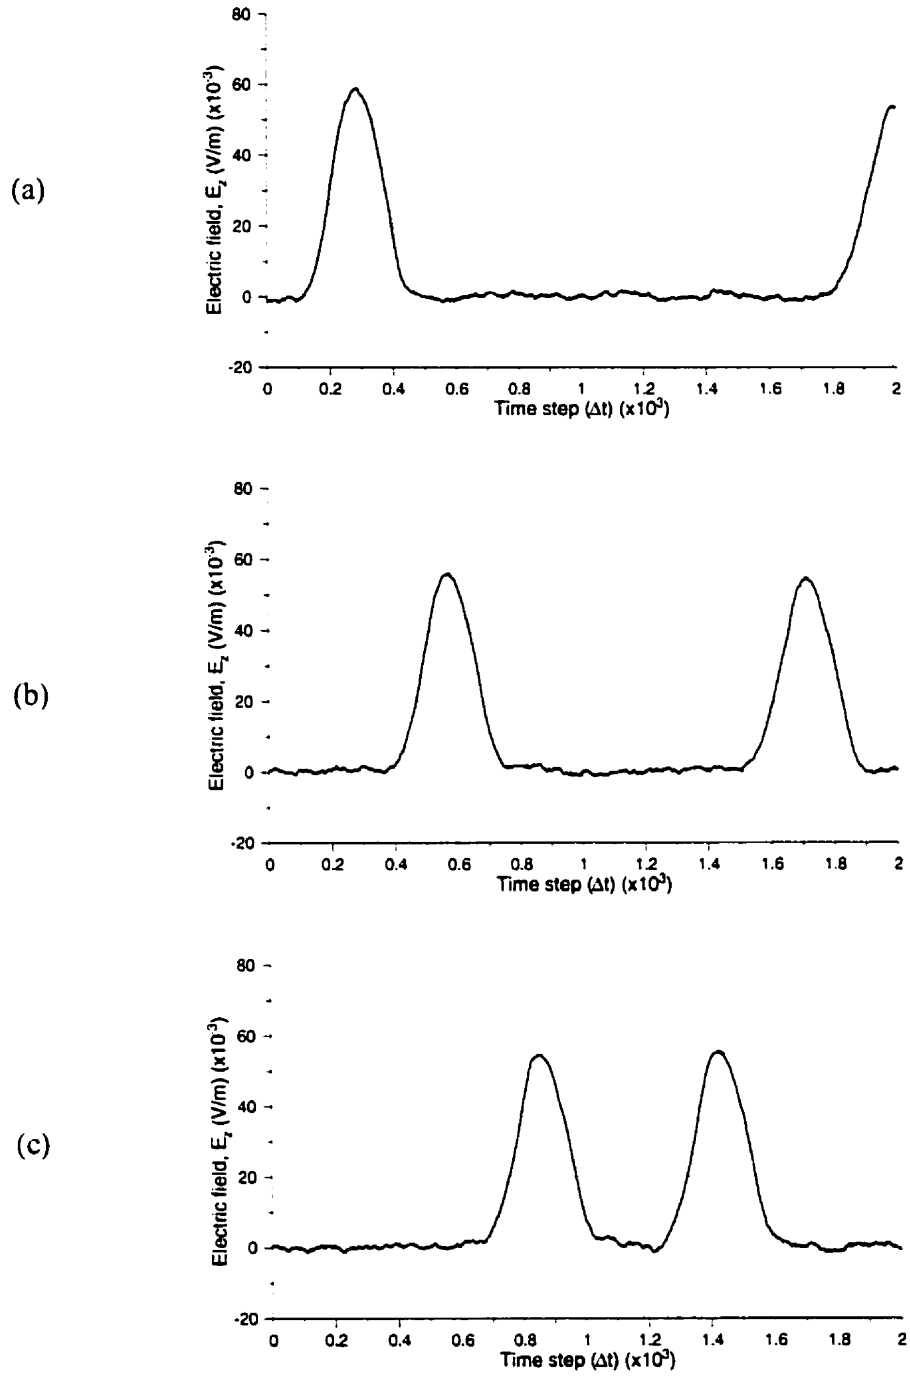 (a)
Electric field, E_z (V/m) (x10^-3)
80
60
40
20
0
-20
0 0.2 0.4 0.6 0.8 1 1.2 1.4 1.6 1.8 2
Time step (Δt) (x10^3)
(b)
Electric field, E_z (V/m) (x10^-3)
80
60
40
20
0
-20
0 0.2 0.4 0.6 0.8 1 1.2 1.4 1.6 1.8 2
Time step (Δt) (x10^3)
(c)
Electric field, E_z (V/m) (x10^-3)
80
60
40
20
0
-20
0 0.2 0.4 0.6 0.8 1 1.2 1.4 1.6 1.8 2
Time step (Δt) (x10^3)